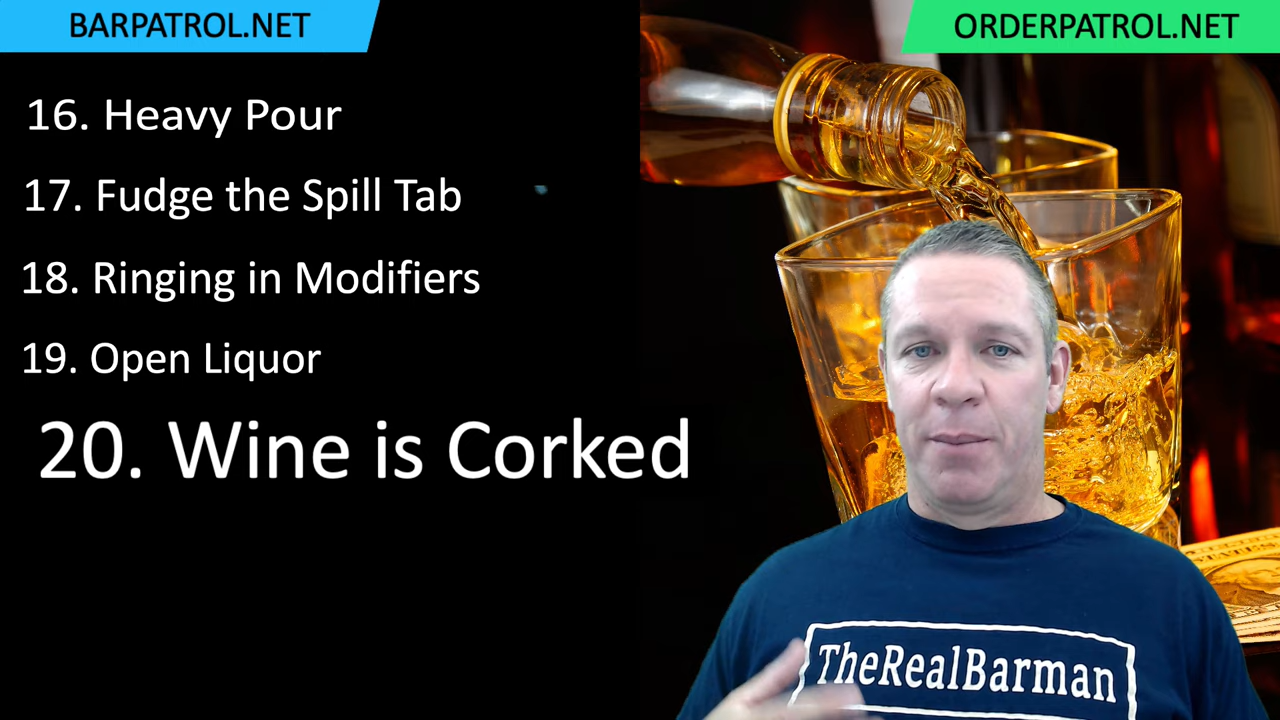 BARPATROL.NET
ORDERPATROL.NET
16. Heavy Pour
17. Fudge the Spill Tab
18. Ringing in Modifiers
19. Open Liquor
20. Wine is Corked
TheRealBarman